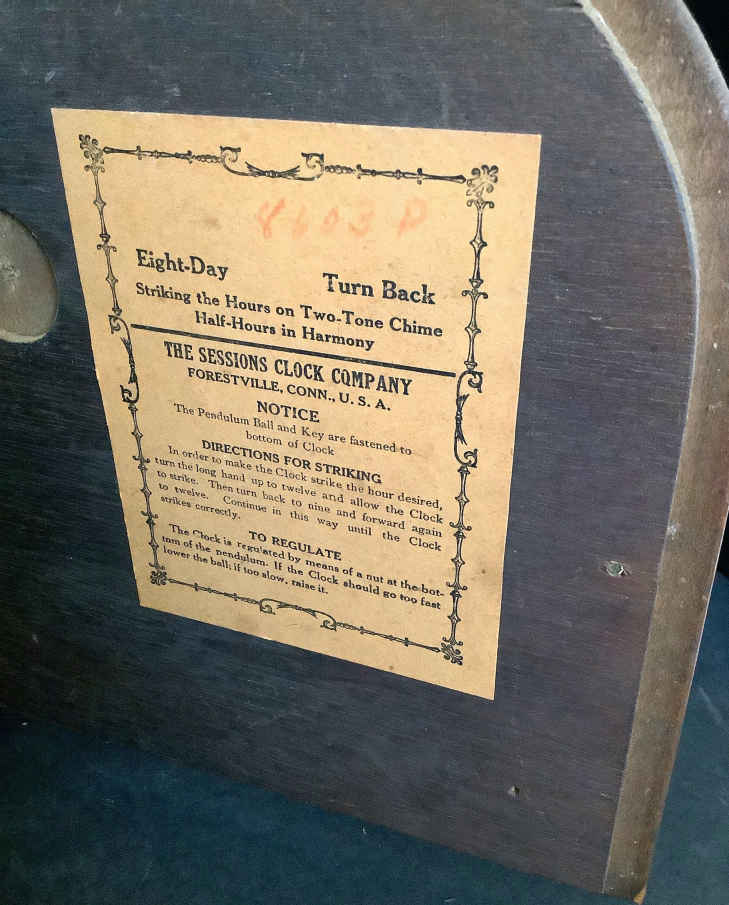 8603 P
Eight-Day
Turn Back
Striking the Hours on Two-Tone Chime
Half-Hours in Harmony
THE SESSIONS CLOCK COMPANY
FORESTVILLE, CONN., U. S. A.
NOTICE
The Pendulum Ball and Key are fastened to
bottom of Clock
DIRECTIONS FOR STRIKING
In order to make the Clock strike the hour desired,
turn the long hand up to twelve and allow the Clock
to strike. Then turn back to nine and forward again
to twelve. Continue in this way until the Clock
strikes correctly.
TO REGULATE
The Clock is regulated by means of a nut at the bot-
tom of the pendulum. If the Clock should go too fast
lower the ball; if too slow, raise it.